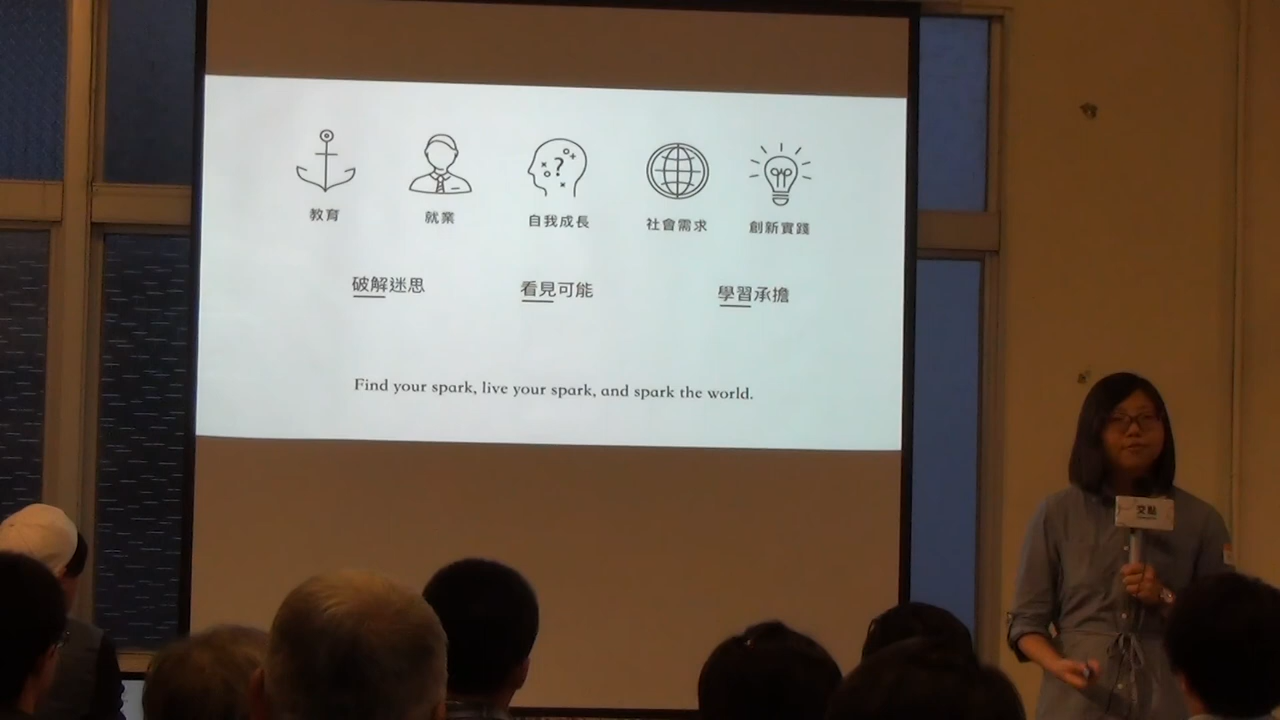 教育 就業 自我成長 社會需求 創新實踐
破解迷思 看見可能 學習承擔
Find your spark, live your spark, and spark the world.
交點